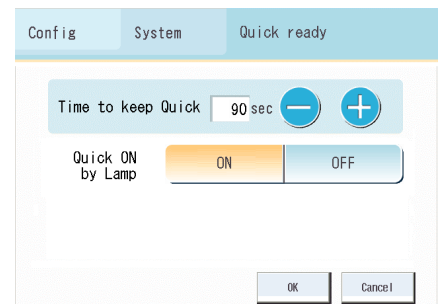 Config System Quick ready
Time to keep Quick 90 sec
Quick ON ON OFF
by Lamp
OK Cancel